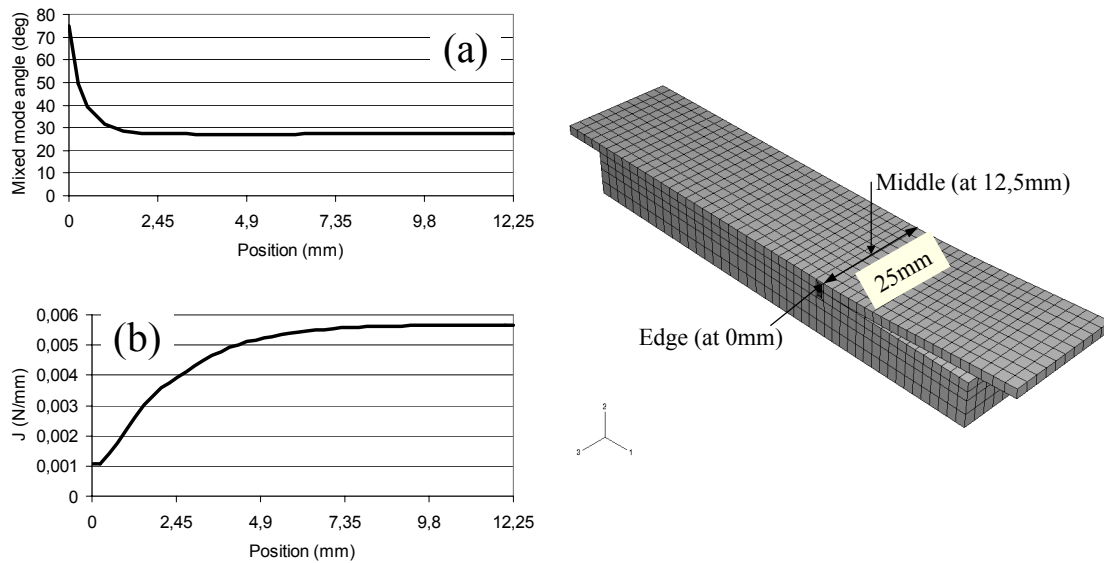 (a)
Mixed mode angle (deg)
80
70
60
50
40
30
20
10
0
0 2,45 4,9 7,35 9,8 12,25
Position (mm)
(b)
J (N/mm)
0,006
0,005
0,004
0,003
0,002
0,001
0
0 2,45 4,9 7,35 9,8 12,25
Position (mm)
Middle (at 12,5mm)
25mm
Edge (at 0mm)
2
3 1